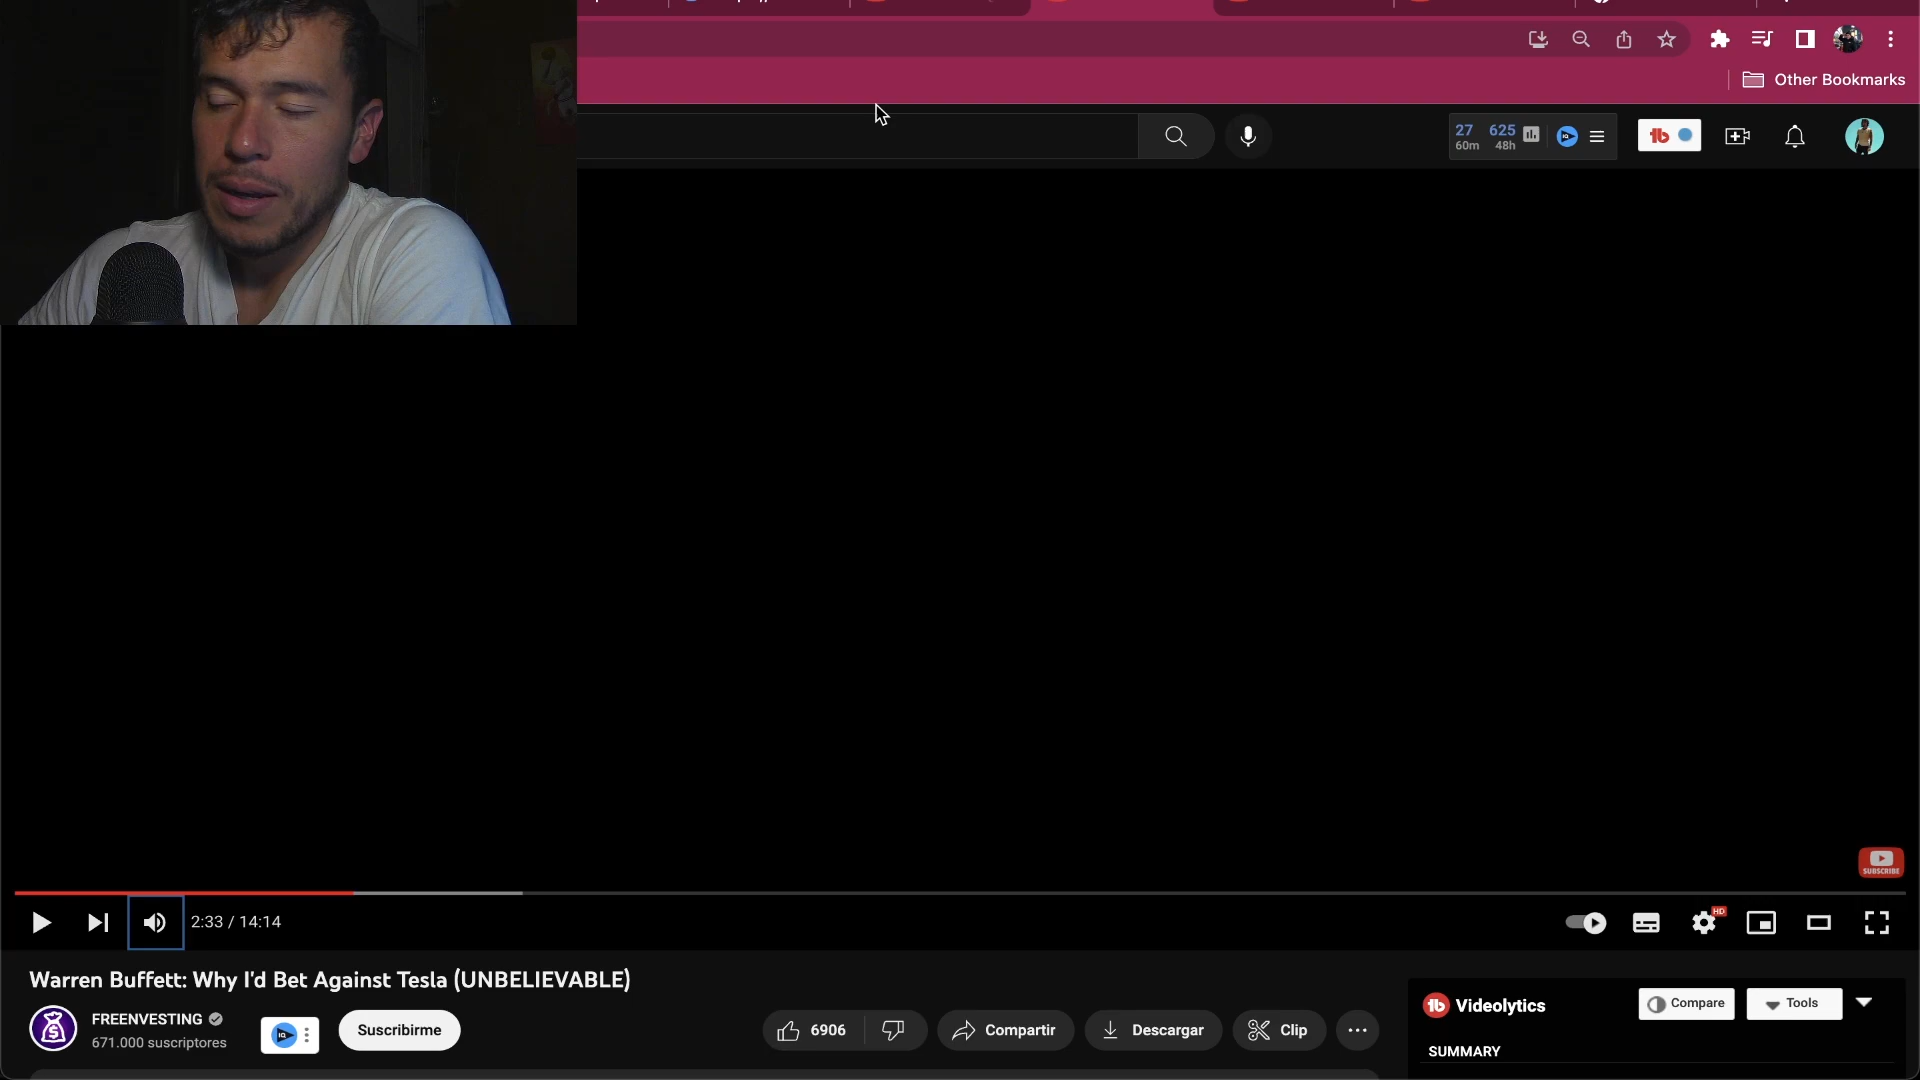 Other Bookmarks
27 625
60m 48h
SUBSCRIBE
2:33 / 14:14
HD
Warren Buffett: Why I'd Bet Against Tesla (UNBELIEVABLE)
FREENVESTING
671.000 suscriptores
IQ
Suscribirme
6906
Compartir
Descargar
Clip
Videolytics
Compare
Tools
SUMMARY